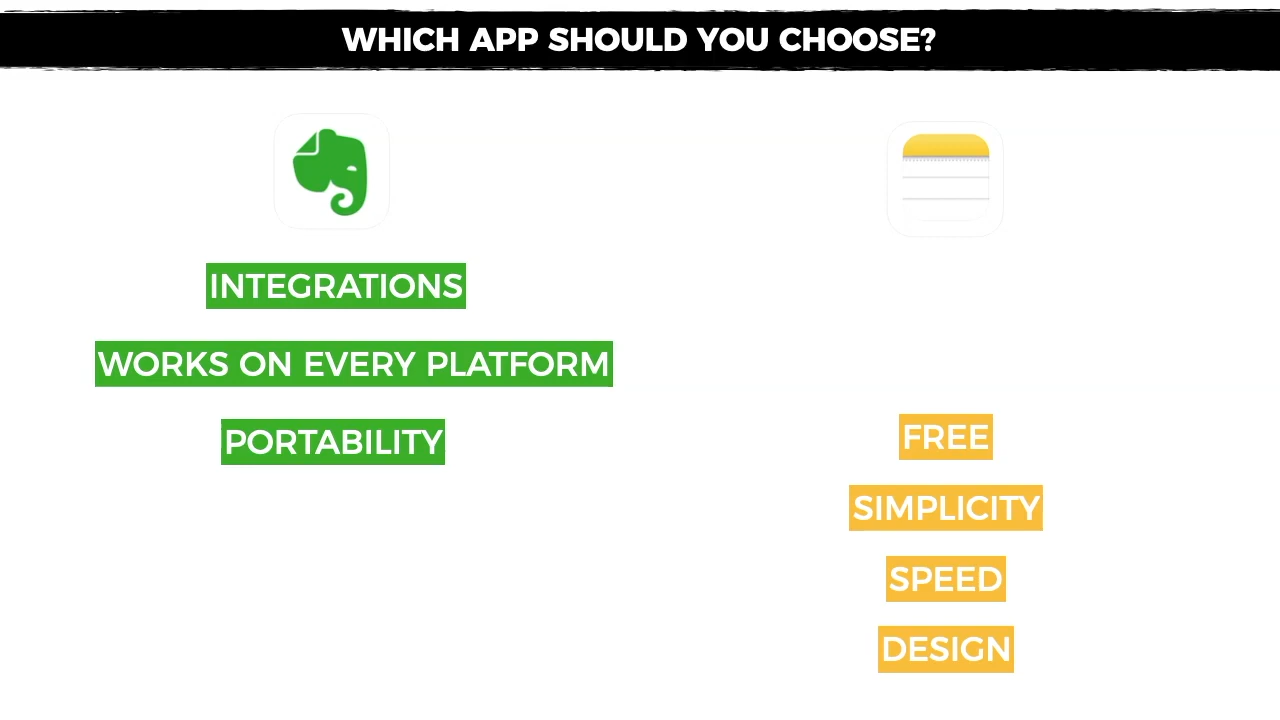 WHICH APP SHOULD YOU CHOOSE?
INTEGRATIONS
WORKS ON EVERY PLATFORM
PORTABILITY
FREE
SIMPLICITY
SPEED
DESIGN